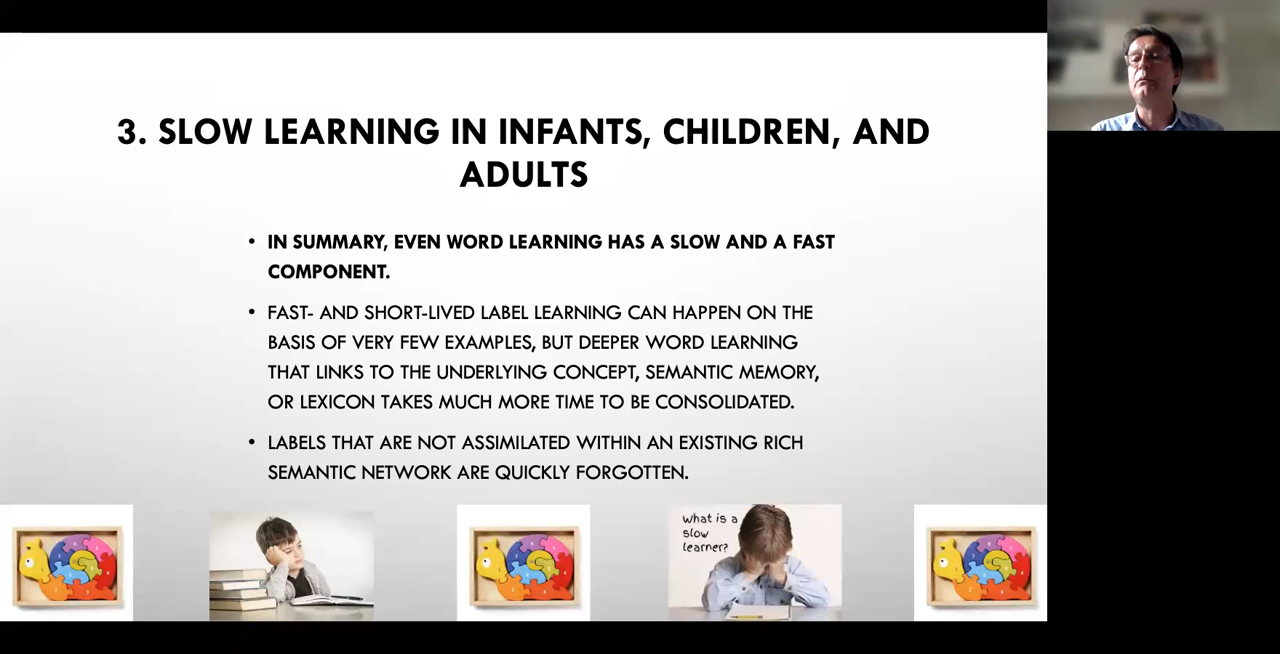 3. SLOW LEARNING IN INFANTS, CHILDREN, AND
ADULTS
• IN SUMMARY, EVEN WORD LEARNING HAS A SLOW AND A FAST
COMPONENT.
• FAST- AND SHORT-LIVED LABEL LEARNING CAN HAPPEN ON THE
BASIS OF VERY FEW EXAMPLES, BUT DEEPER WORD LEARNING
THAT LINKS TO THE UNDERLYING CONCEPT, SEMANTIC MEMORY,
OR LEXICON TAKES MUCH MORE TIME TO BE CONSOLIDATED.
• LABELS THAT ARE NOT ASSIMILATED WITHIN AN EXISTING RICH
SEMANTIC NETWORK ARE QUICKLY FORGOTTEN.
What is a
slow
learner?